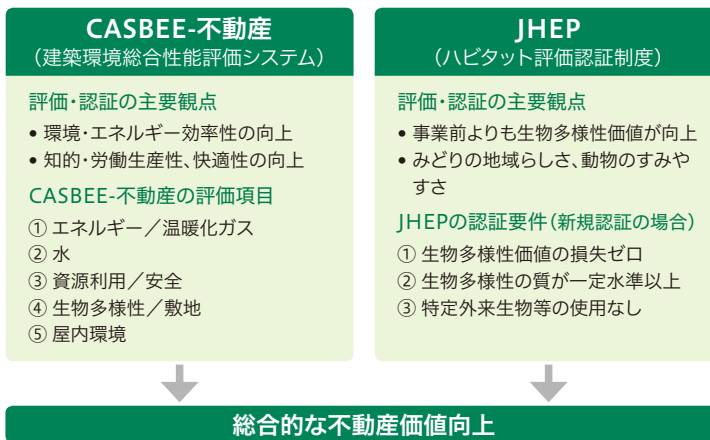 CASBEE-不動産
（建築環境総合性能評価システム）
評価・認証の主要観点
• 環境・エネルギー効率性の向上
• 知的・労働生産性、快適性の向上
CASBEE-不動産の評価項目
① エネルギー／温暖化ガス
② 水
③ 資源利用／安全
④ 生物多様性／敷地
⑤ 屋内環境
JHEP
（ハビタット評価認証制度）
評価・認証の主要観点
• 事業前よりも生物多様性価値が向上
• みどりの地域らしさ、動物のすみや
すさ
JHEPの認証要件（新規認証の場合）
① 生物多様性価値の損失ゼロ
② 生物多様性の質が一定水準以上
③ 特定外来生物等の使用なし
総合的な不動産価値向上